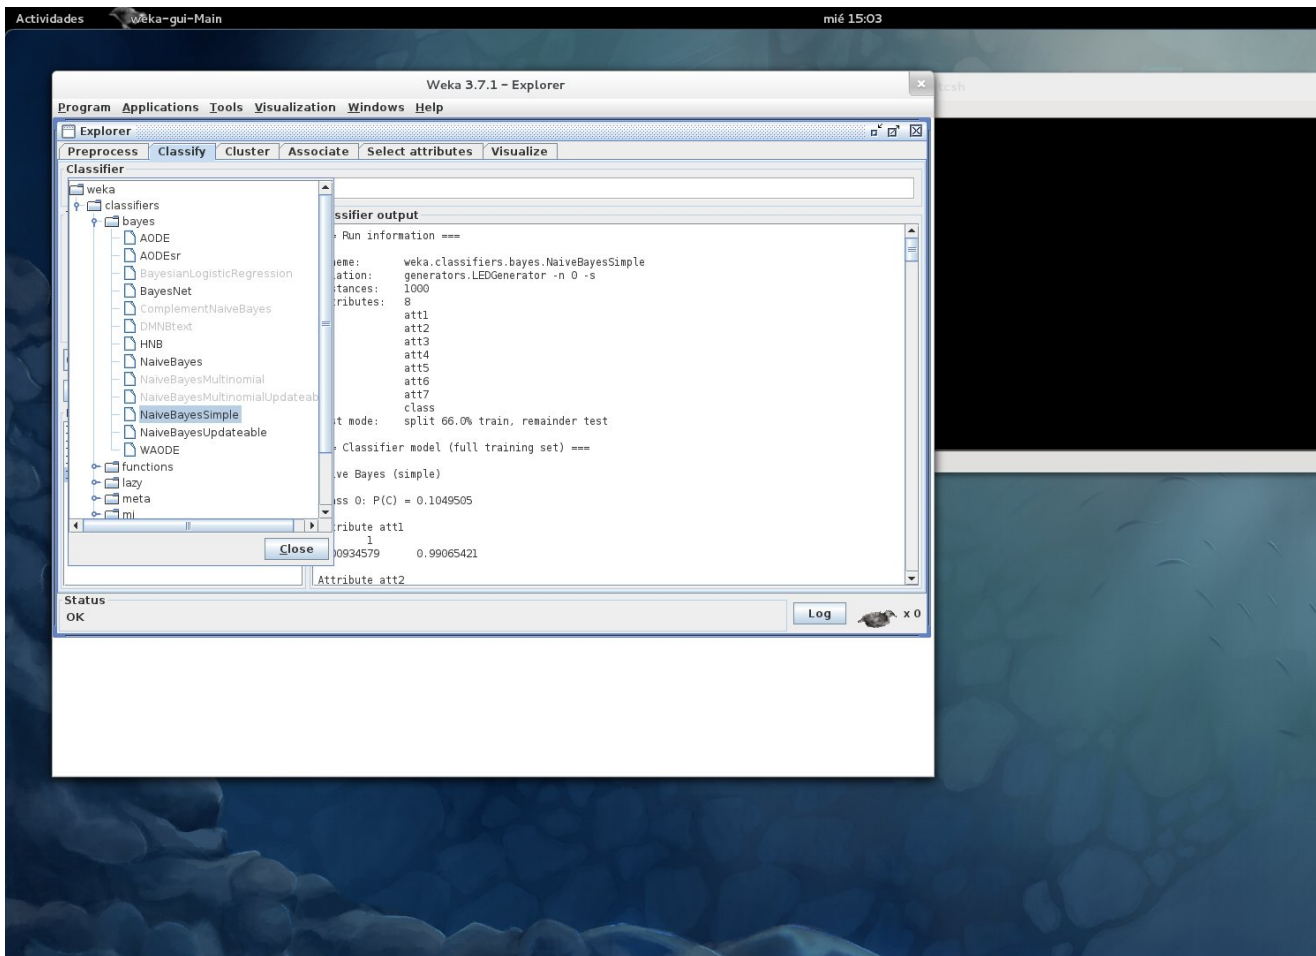 Actividades weka-gui-Main mié 15:03
Weka 3.7.1 – Explorer
tcsh
Program Applications Tools Visualization Windows Help
Explorer
Preprocess Classify Cluster Associate Select attributes Visualize
Classifier
weka
classifiers
bayes
AODE
AODEsr
BayesianLogisticRegression
BayesNet
ComplementNaiveBayes
DMNBtext
HNB
NaiveBayes
NaiveBayesMultinomial
NaiveBayesMultinomialUpdateab
NaiveBayesSimple
NaiveBayesUpdateable
WAODE
functions
lazy
meta
mi
Close
ssifier output
= Run information ===
eme: weka.classifiers.bayes.NaiveBayesSimple
ation: generators.LEDGenerator -n 0 -s
tances: 1000
ributes: 8
att1
att2
att3
att4
att5
att6
att7
class
t mode: split 66.0% train, remainder test
= Classifier model (full training set) ===
ve Bayes (simple)
ss 0: P(C) = 0.1049505
ribute att1
1
00934579 0.99065421
Attribute att2
Status
OK
Log x 0